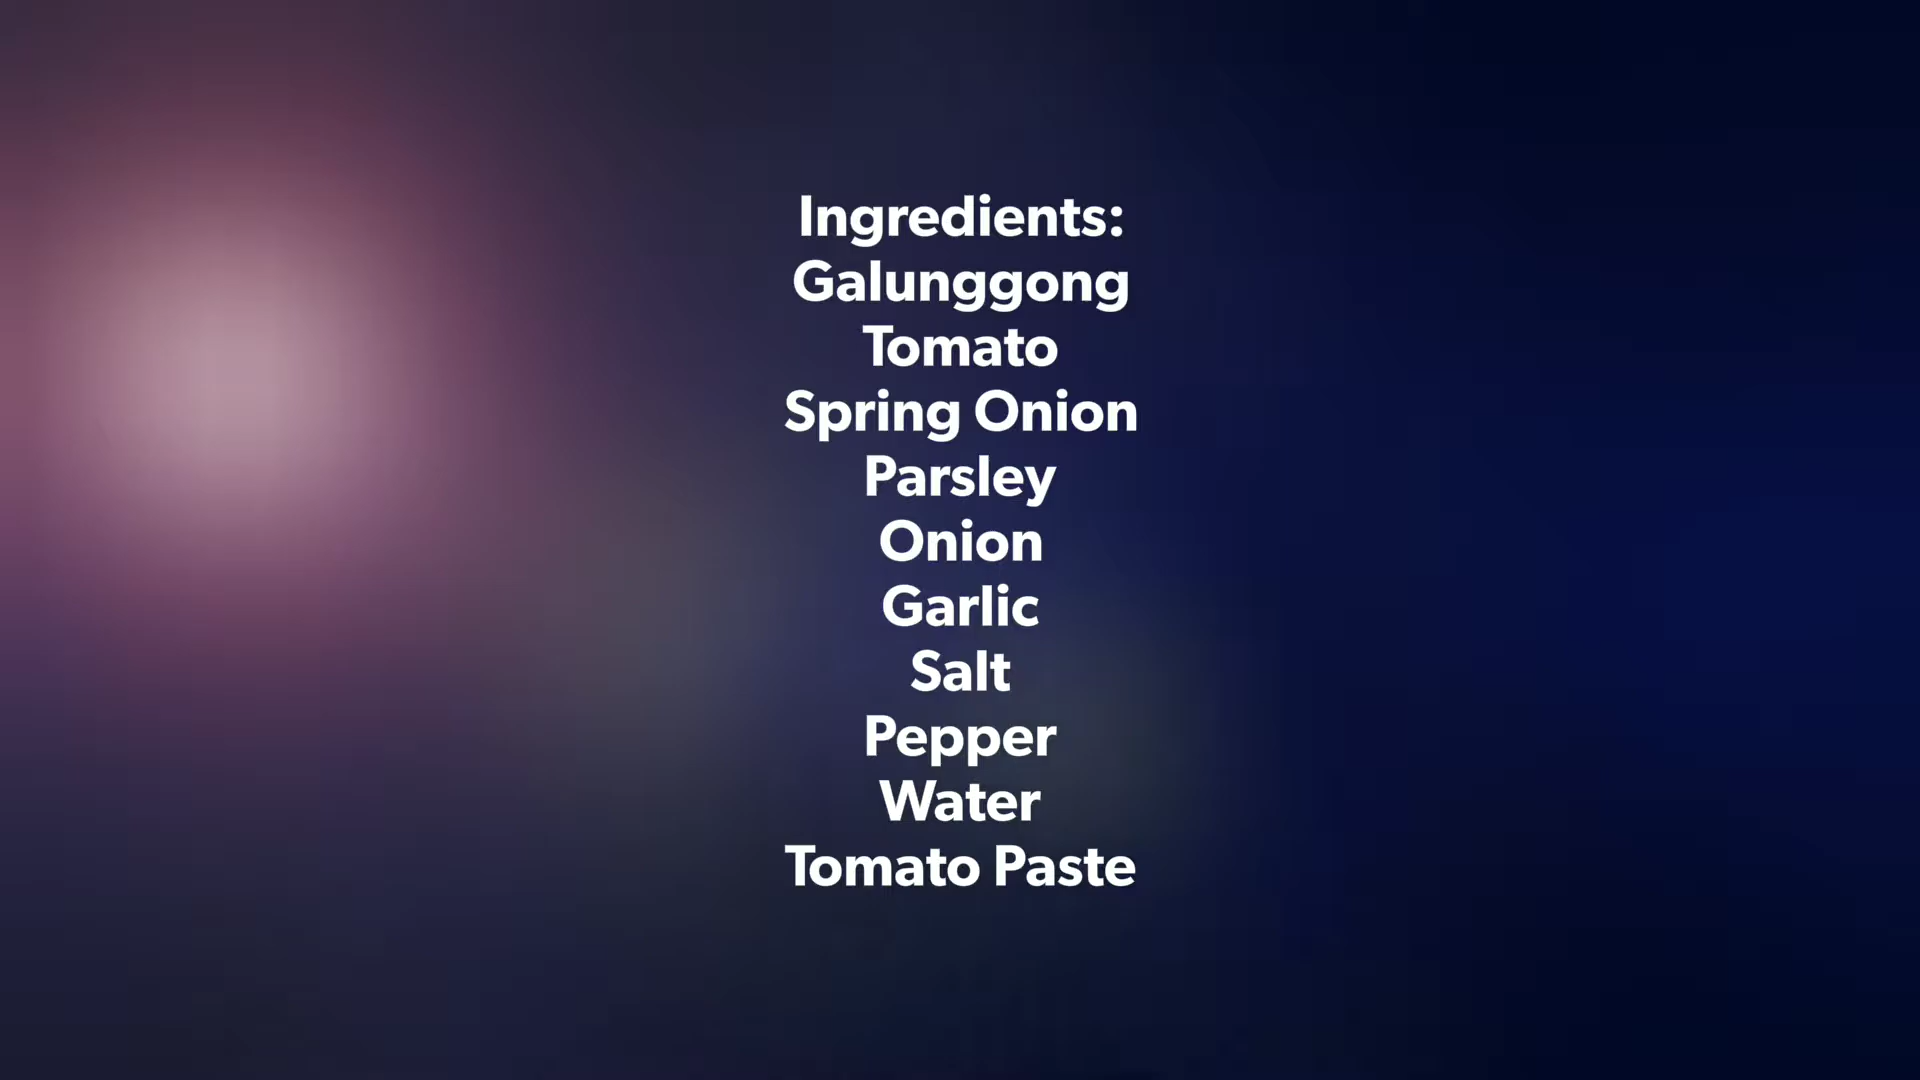 Ingredients:
Galunggong
Tomato
Spring Onion
Parsley
Onion
Garlic
Salt
Pepper
Water
Tomato Paste